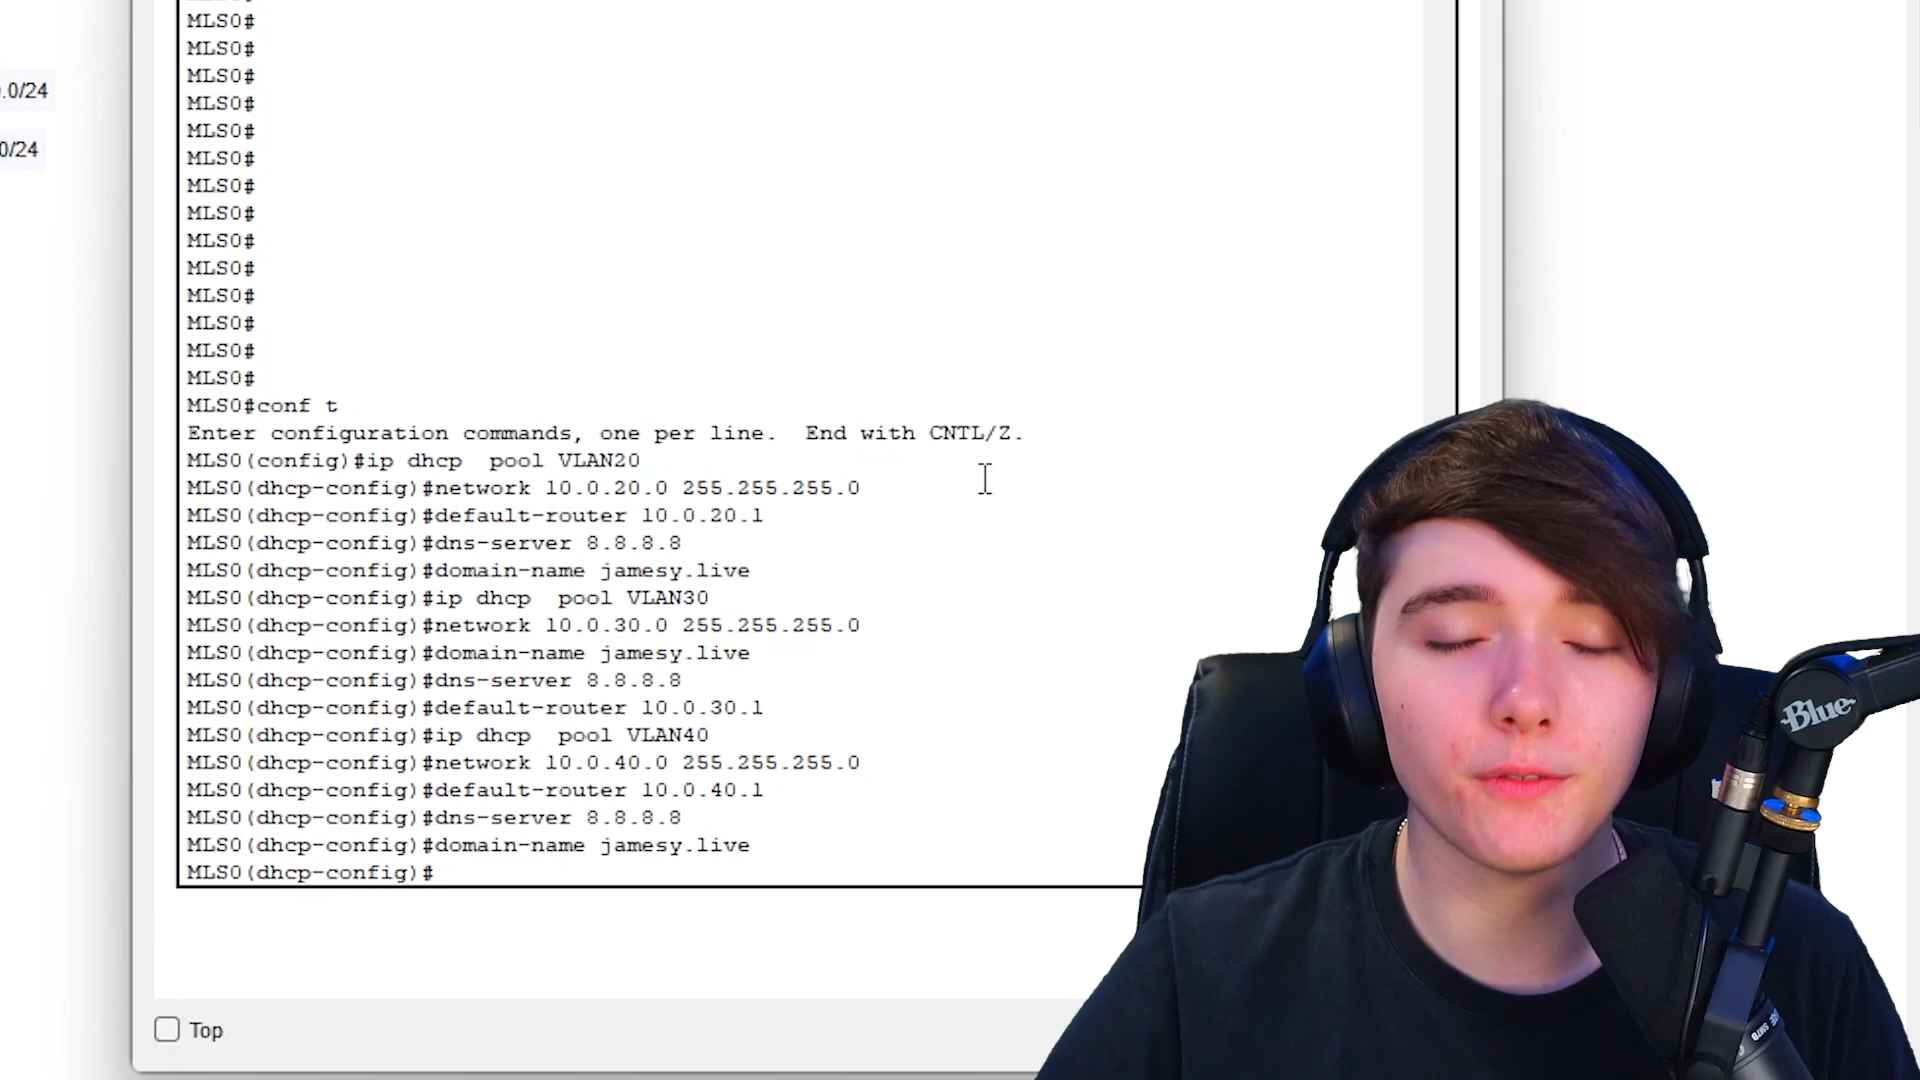 MLS0#
MLS0#
MLS0#
MLS0#
MLS0#
MLS0#
MLS0#
MLS0#
MLS0#
MLS0#
MLS0#
MLS0#
MLS0#
MLS0#
MLS0#conf t
Enter configuration commands, one per line.  End with CNTL/Z.
MLS0(config)#ip dhcp  pool VLAN20
MLS0(dhcp-config)#network 10.0.20.0 255.255.255.0
MLS0(dhcp-config)#default-router 10.0.20.1
MLS0(dhcp-config)#dns-server 8.8.8.8
MLS0(dhcp-config)#domain-name jamesy.live
MLS0(dhcp-config)#ip dhcp  pool VLAN30
MLS0(dhcp-config)#network 10.0.30.0 255.255.255.0
MLS0(dhcp-config)#domain-name jamesy.live
MLS0(dhcp-config)#dns-server 8.8.8.8
MLS0(dhcp-config)#default-router 10.0.30.1
MLS0(dhcp-config)#ip dhcp  pool VLAN40
MLS0(dhcp-config)#network 10.0.40.0 255.255.255.0
MLS0(dhcp-config)#default-router 10.0.40.1
MLS0(dhcp-config)#dns-server 8.8.8.8
MLS0(dhcp-config)#domain-name jamesy.live
MLS0(dhcp-config)#
.0/24
0/24
Top
Blue
SM7B